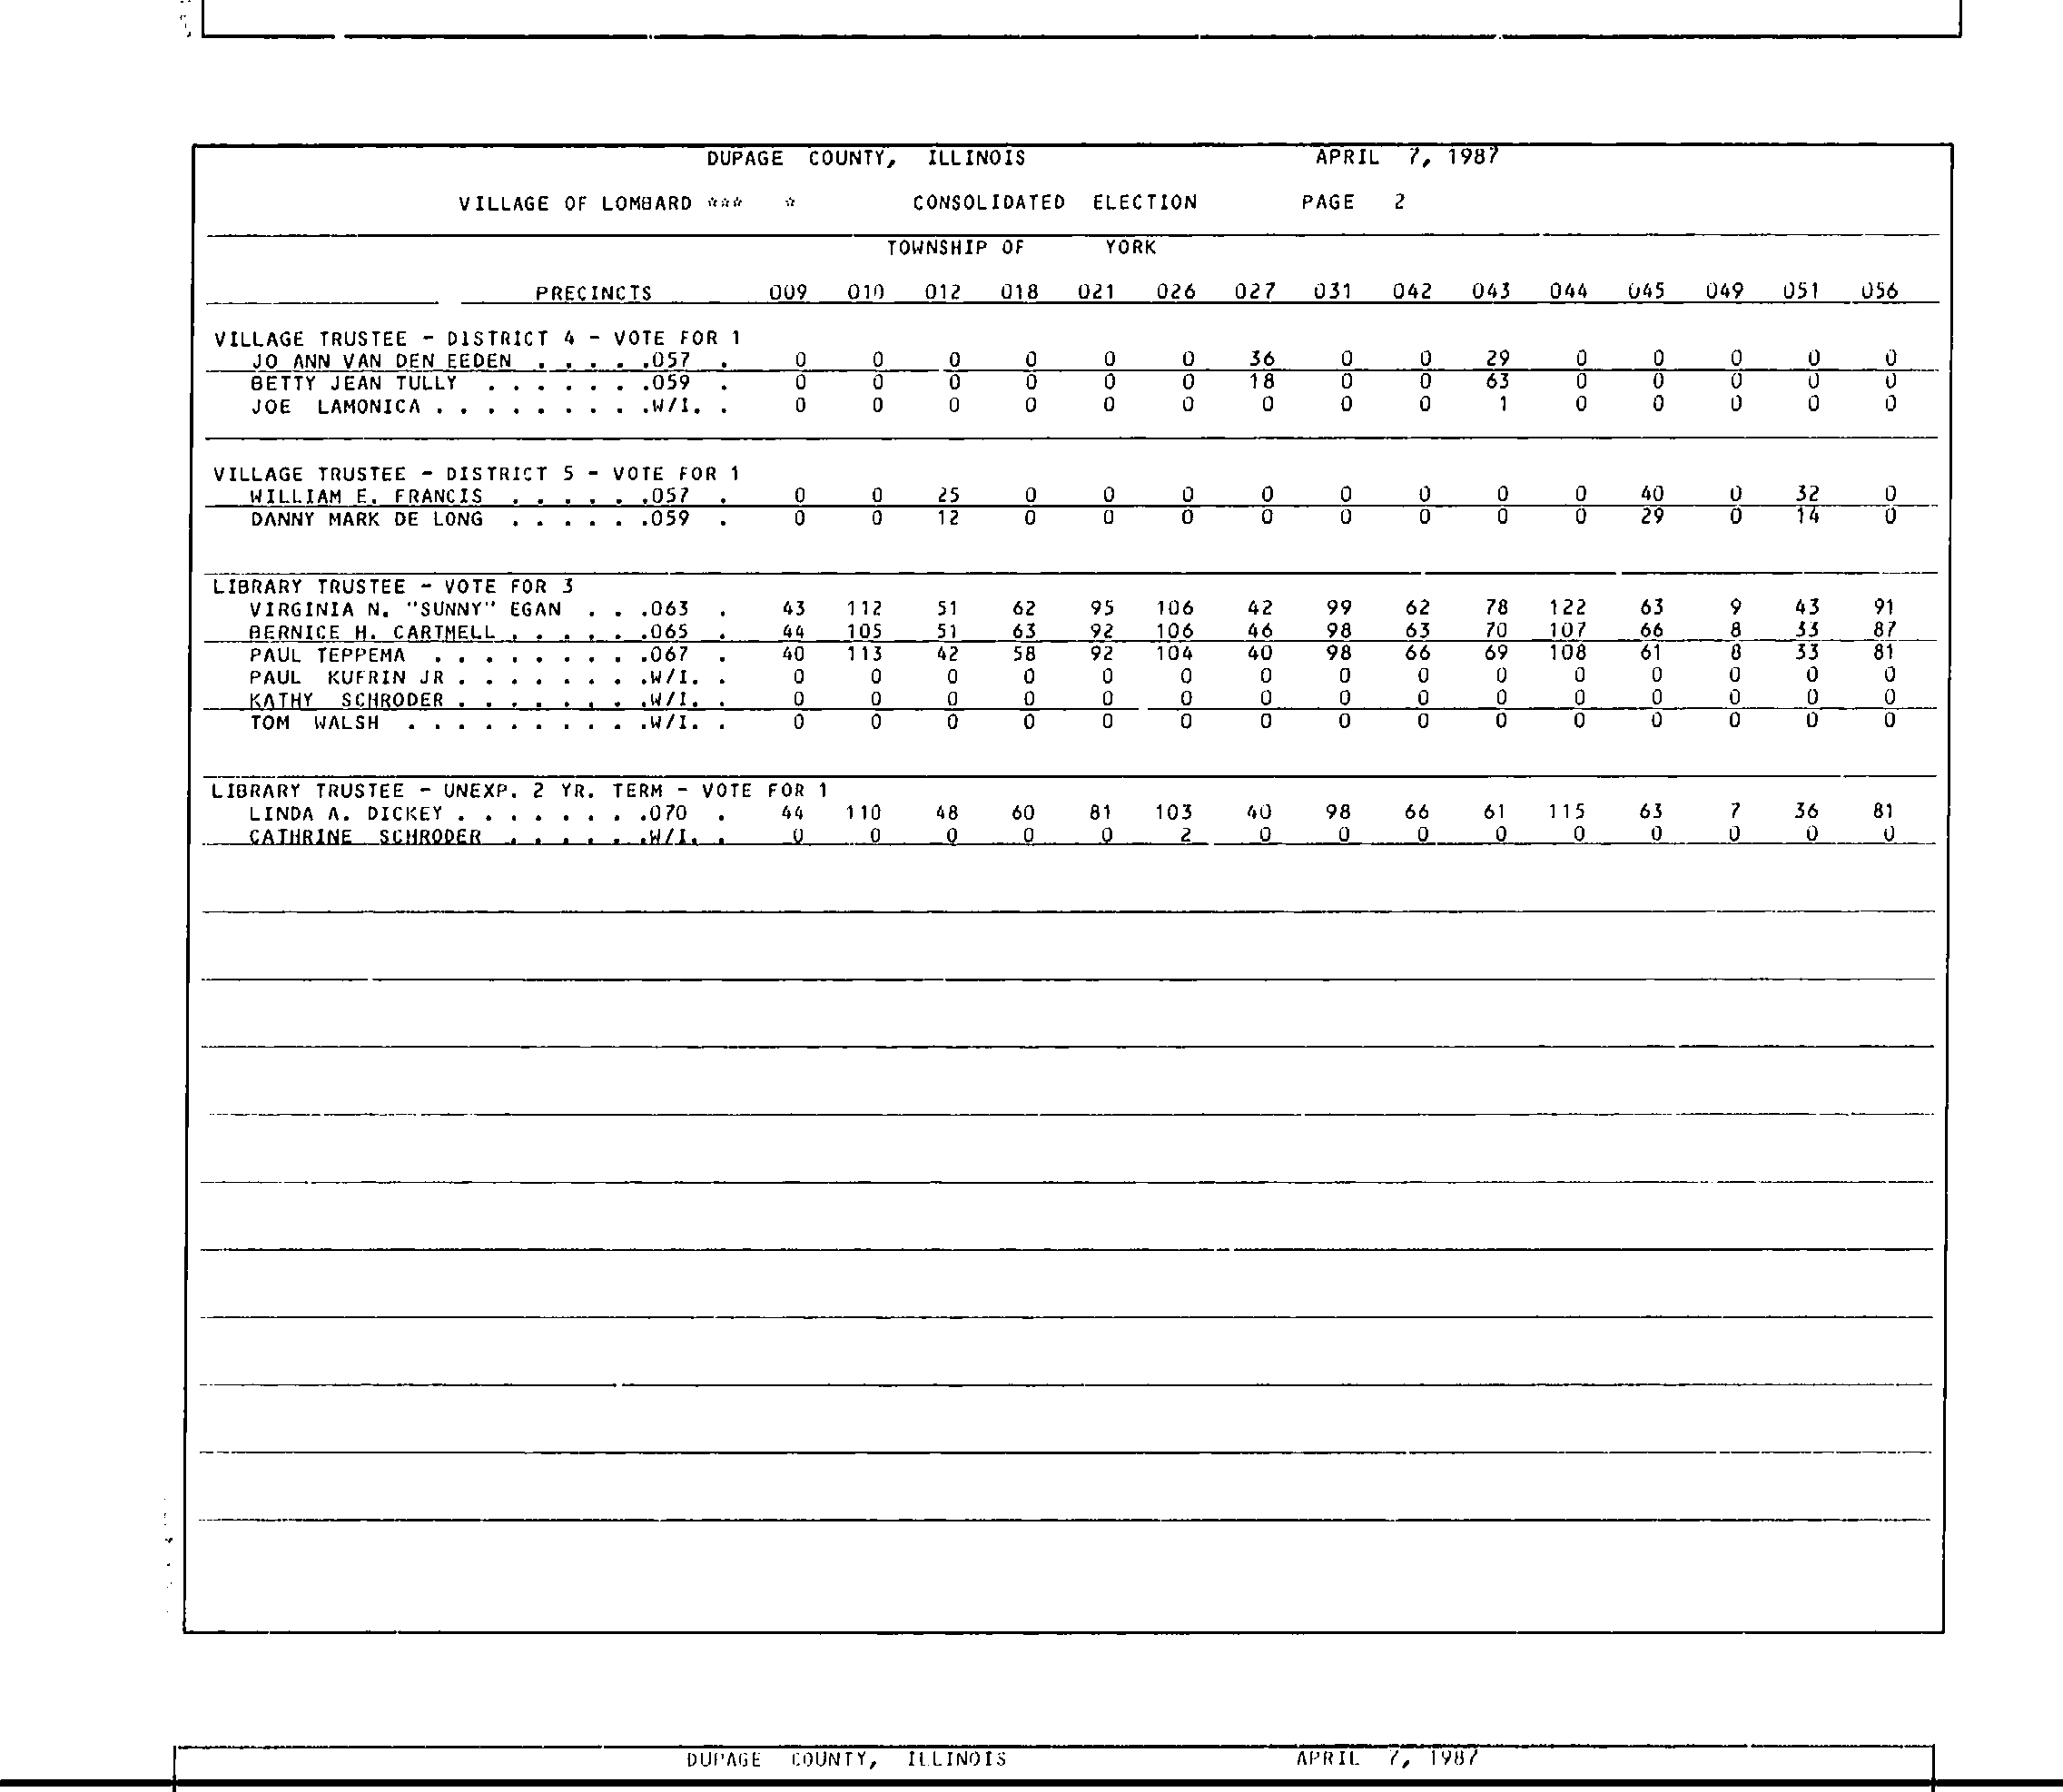 DUPAGE COUNTY, ILLINOIS APRIL 7, 1987
VILLAGE OF LOMBARD *** * CONSOLIDATED ELECTION PAGE 2
TOWNSHIP OF YORK
PRECINCTS 009 010 012 018 021 026 027 031 042 043 044 045 049 051 056
VILLAGE TRUSTEE - DISTRICT 4 - VOTE FOR 1
JO ANN VAN DEN EEDEN . . . . .057 . 0 0 0 0 0 0 36 0 0 29 0 0 0 0 0
BETTY JEAN TULLY . . . . . . .059 . 0 0 0 0 0 0 18 0 0 63 0 0 0 0 0
JOE LAMONICA . . . . . . . . .W/I. . 0 0 0 0 0 0 0 0 0 1 0 0 0 0 0
VILLAGE TRUSTEE - DISTRICT 5 - VOTE FOR 1
WILLIAM E. FRANCIS . . . . . .057 . 0 0 25 0 0 0 0 0 0 0 0 40 0 32 0
DANNY MARK DE LONG . . . . . .059 . 0 0 12 0 0 0 0 0 0 0 0 29 0 14 0
LIBRARY TRUSTEE - VOTE FOR 3
VIRGINIA N. "SUNNY" EGAN . . .063 . 43 112 51 62 95 106 42 99 62 78 122 63 9 43 91
BERNICE H. CARTMELL . . . . . .065 . 44 105 51 63 92 106 46 98 63 70 107 66 8 33 87
PAUL TEPPEMA . . . . . . . . .067 . 40 113 42 58 92 104 40 98 66 69 108 61 8 33 81
PAUL KUFRIN JR . . . . . . . .W/I. . 0 0 0 0 0 0 0 0 0 0 0 0 0 0 0
KATHY SCHRODER . . . . . . . .W/I. . 0 0 0 0 0 0 0 0 0 0 0 0 0 0 0
TOM WALSH . . . . . . . . . .W/I. . 0 0 0 0 0 0 0 0 0 0 0 0 0 0 0
LIBRARY TRUSTEE - UNEXP. 2 YR. TERM - VOTE FOR 1
LINDA A. DICKEY . . . . . . . .070 . 44 110 48 60 81 103 40 98 66 61 115 63 7 36 81
CATHRINE SCHRODER . . . . . .W/I. . 0 0 0 0 0 2 0 0 0 0 0 0 0 0 0
DUPAGE COUNTY, ILLINOIS APRIL 7, 1987